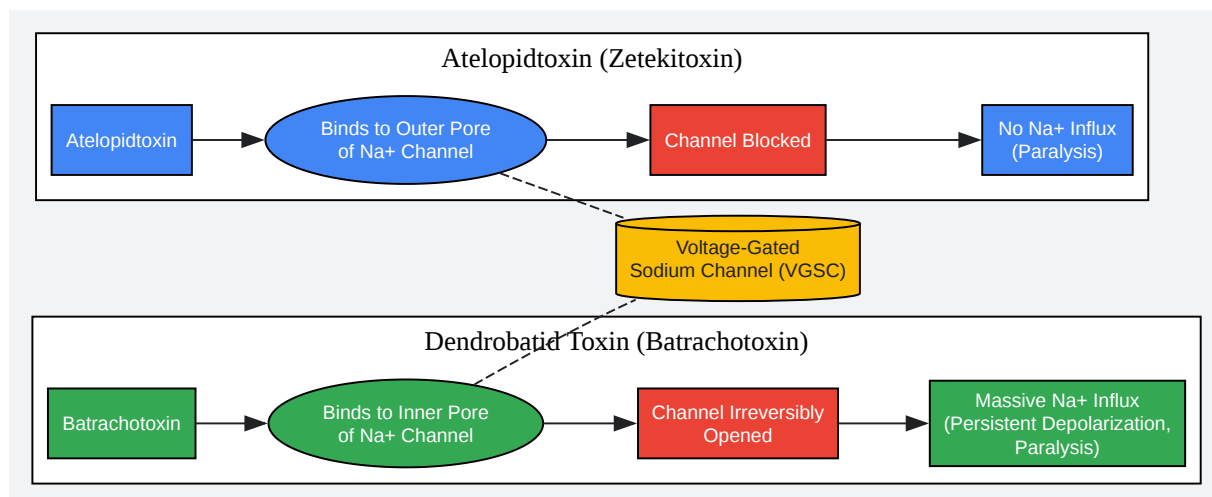 Atelopidtoxin (Zetekitoxin)
Atelopidtoxin
Binds to Outer Pore
of Na+ Channel
Channel Blocked
No Na+ Influx
(Paralysis)
Voltage-Gated
Sodium Channel (VGSC)
Dendrobatid Toxin (Batrachotoxin)
Batrachotoxin
Binds to Inner Pore
of Na+ Channel
Channel Irreversibly
Opened
Massive Na+ Influx
(Persistent Depolarization,
Paralysis)